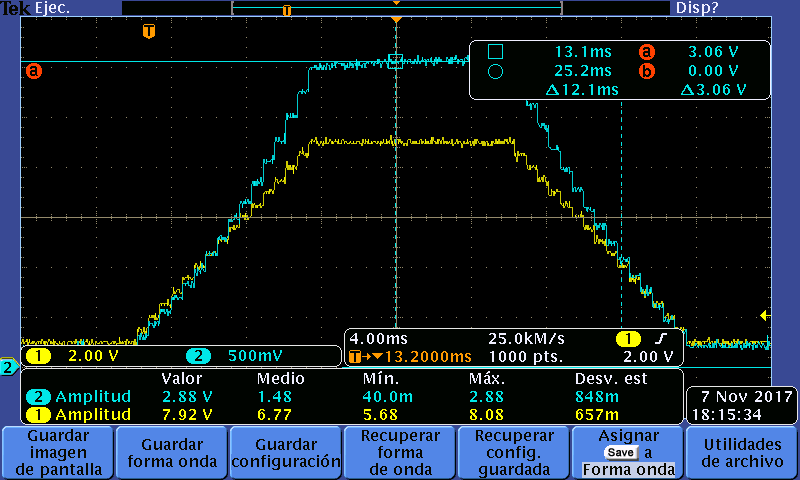 Tek Ejec. Disp?
T
T
a
13.1ms a 3.06 V
25.2ms b 0.00 V
Δ12.1ms Δ3.06 V
1 2.00 V 2 500mV
4.00ms 25.0kM/s 1
T→▼13.2000ms 1000 pts. 2.00 V
2
Valor Medio Mín. Máx. Desv. est
2 Amplitud 2.88 V 1.48 40.0m 2.88 848m
1 Amplitud 7.92 V 6.77 5.68 8.08 657m
7 Nov 2017
18:15:34
Guardar
imagen
de pantalla
Guardar
forma onda
Guardar
configuración
Recuperar
forma
de onda
Recuperar
config.
guardada
Asignar
Save a
Forma onda
Utilidades
de archivo